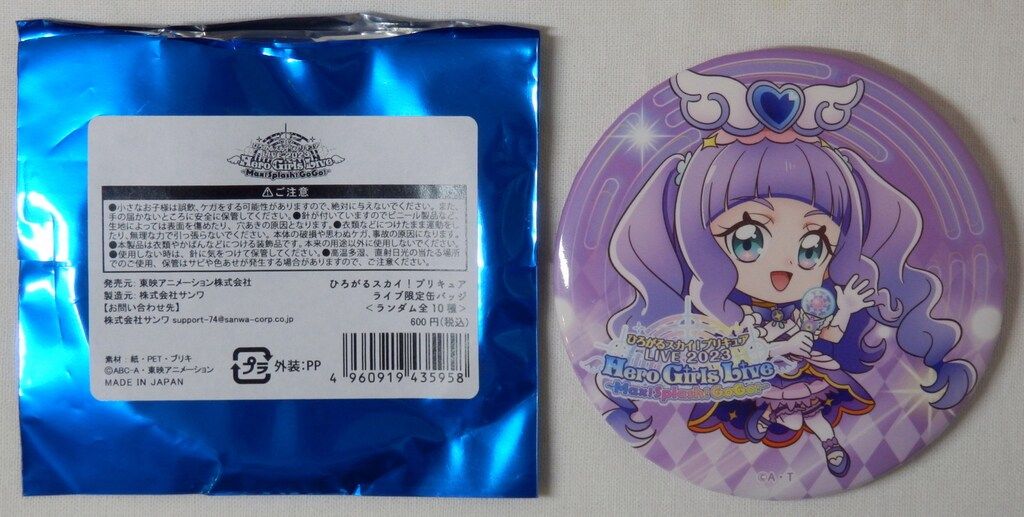 Hero Girls Live
~Max!Splash!GoGo!~
⚠ご注意
●小さなお子様は誤飲、ケガをする可能性がありますので、絶対に与えないでください。また、
手の届かないところに安全に保管してください。●針が付いていますのでビニール製品など、
生地によっては表面を傷めたり、穴あきの原因となります。●衣類などにつけたまま運動をし
たり、無理な力で引っ張らないでください。本体の破損や思わぬケガ、事故の原因になります。
●本製品は衣類やかばんなどにつける装飾品です。本来の用途以外に使用しないでください。
●使用しない時は、針に気をつけて保管してください。●高温多湿、直射日光の当たる場所
でのご使用、保管はサビや色あせが発生する場合がありますので、ご注意ください。
発売元: 東映アニメーション株式会社
製造元: 株式会社サンワ
【お問い合わせ先】
株式会社サンワ support-74@sanwa-corp.co.jp
ひろがるスカイ!プリキュア
ライブ限定缶バッジ
<ランダム全10種>
600円(税込)
素材 紙・PET・ブリキ
©ABC-A・東映アニメーション
MADE IN JAPAN
プラ 外装:PP
4 960919 435958
ひろがるスカイ!プリキュア
LIVE 2023
Hero Girls Live
~Max!Splash!GoGo!~
©A・T